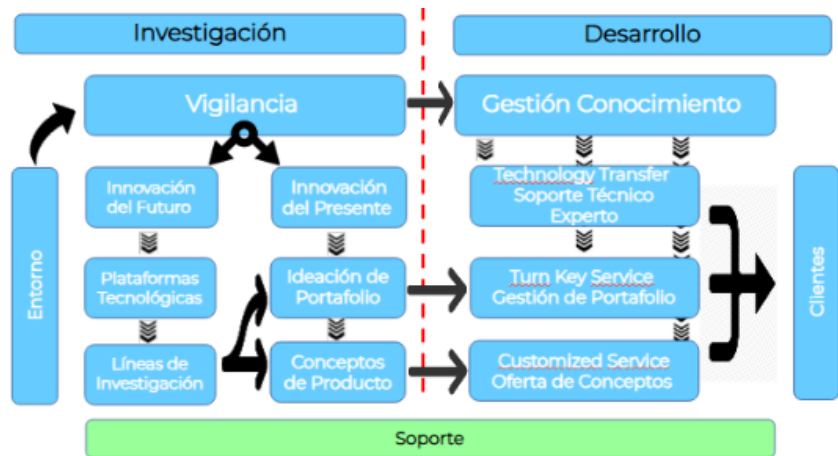 Investigación
Desarrollo
Vigilancia
Gestión Conocimiento
Entorno
Innovación
del Futuro
Innovación
del Presente
Technology Transfer
Soporte Técnico
Experto
Clientes
Plataformas
Tecnológicas
Ideación de
Portafolio
Turn Key Service
Gestión de Portafolio
Líneas de
Investigación
Conceptos
de Producto
Customized Service
Oferta de Conceptos
Soporte